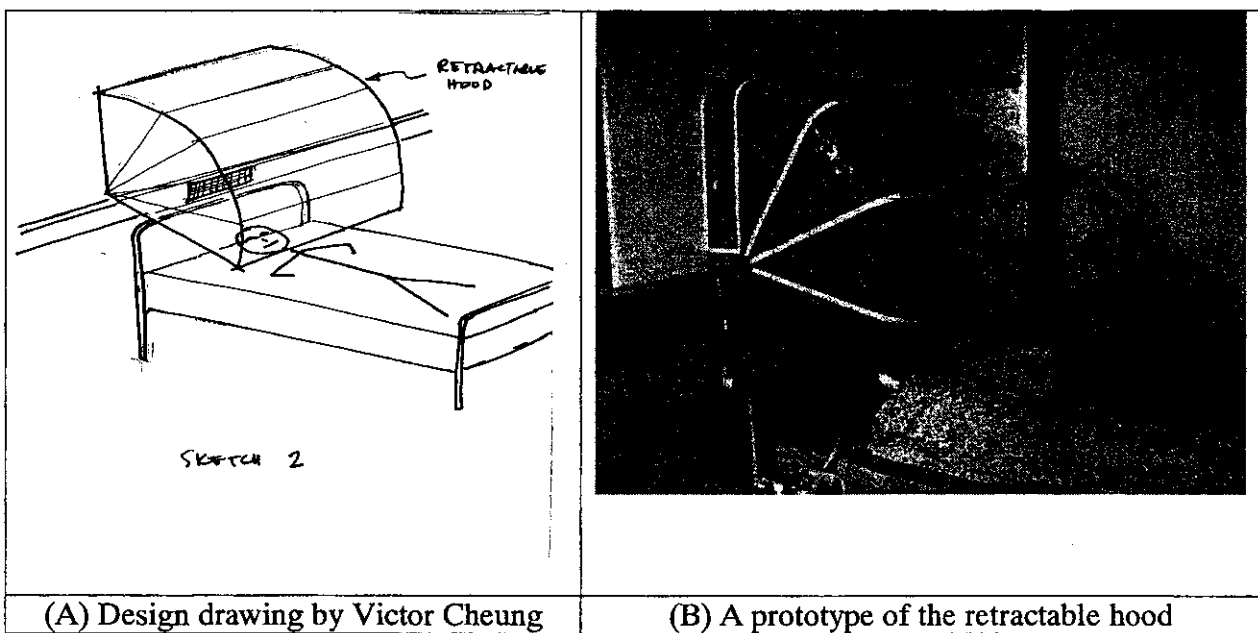 RETRACTABLE
HOOD
SKETCH 2
(A) Design drawing by Victor Cheung
(B) A prototype of the retractable hood